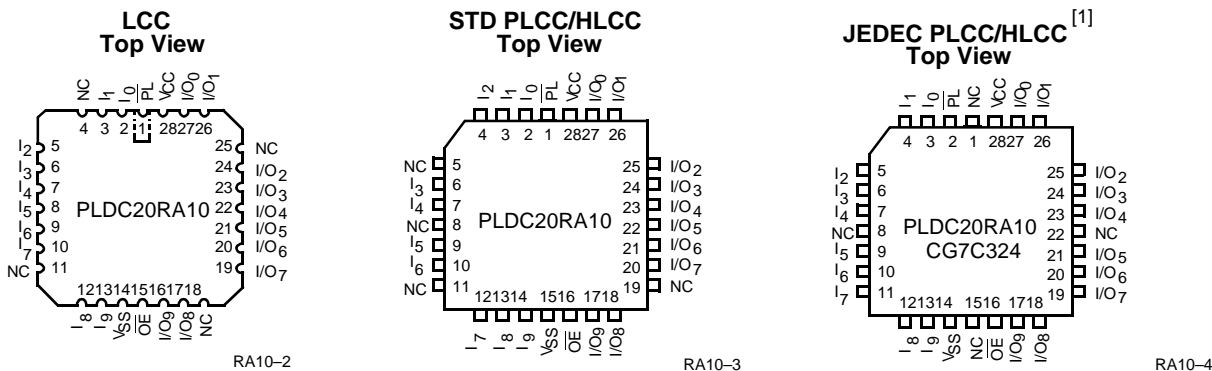 LCC
Top View
NC I1 I0 PL VCC I/O0 I/O1
4 3 2 1 28 27 26
I2 5
I3 6
I4 7
I5 8
I6 9
I7 10
NC 11
PLDC20RA10
25 NC
24 I/O2
23 I/O3
22 I/O4
21 I/O5
20 I/O6
19 I/O7
12 13 14 15 16 17 18
I8 I9 VSS OE I/O9 I/O8 NC
RA10–2
STD PLCC/HLCC
Top View
I2 I1 I0 PL VCC I/O0 I/O1
4 3 2 1 28 27 26
NC 5
I3 6
I4 7
NC 8
I5 9
I6 10
NC 11
PLDC20RA10
25 I/O2
24 I/O3
23 I/O4
22 I/O5
21 I/O6
20 I/O7
19 NC
12 13 14 15 16 17 18
I7 I8 I9 VSS OE I/O9 I/O8
RA10–3
JEDEC PLCC/HLCC [1]
Top View
I1 I0 PL NC VCC I/O0 I/O1
4 3 2 1 28 27 26
I2 5
I3 6
I4 7
NC 8
I5 9
I6 10
I7 11
PLDC20RA10
CG7C324
25 I/O2
24 I/O3
23 I/O4
22 NC
21 I/O5
20 I/O6
19 I/O7
12 13 14 15 16 17 18
I8 I9 VSS NC OE I/O9 I/O8
RA10–4